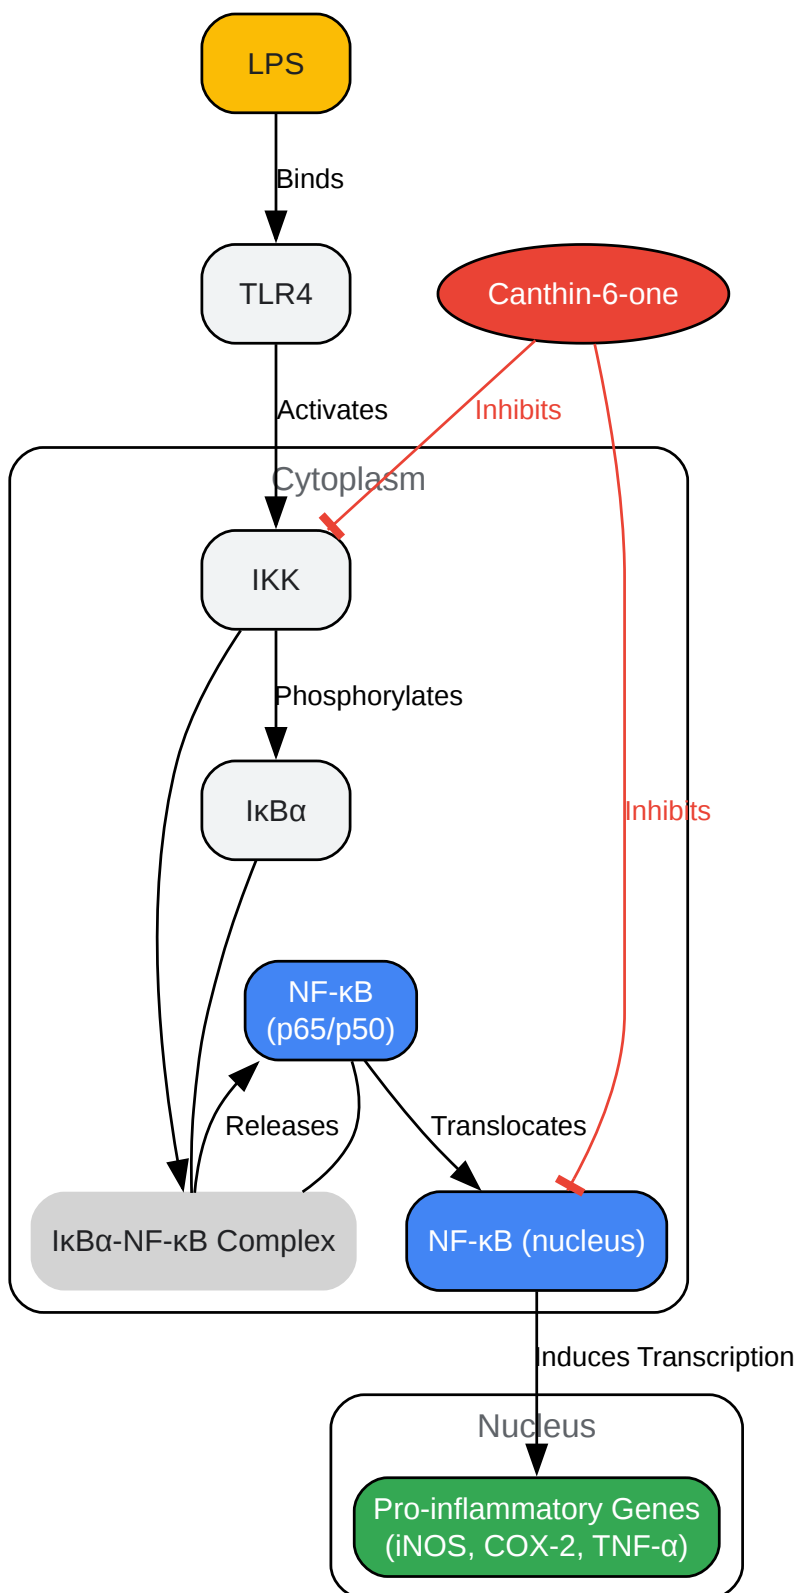 LPS
Binds
TLR4
Canthin-6-one
Activates
Inhibits
Cytoplasm
IKK
Phosphorylates
IκBα
Inhibits
NF-κB
(p65/p50)
Releases
Translocates
IκBα-NF-κB Complex
NF-κB (nucleus)
Induces Transcription
Nucleus
Pro-inflammatory Genes
(iNOS, COX-2, TNF-α)